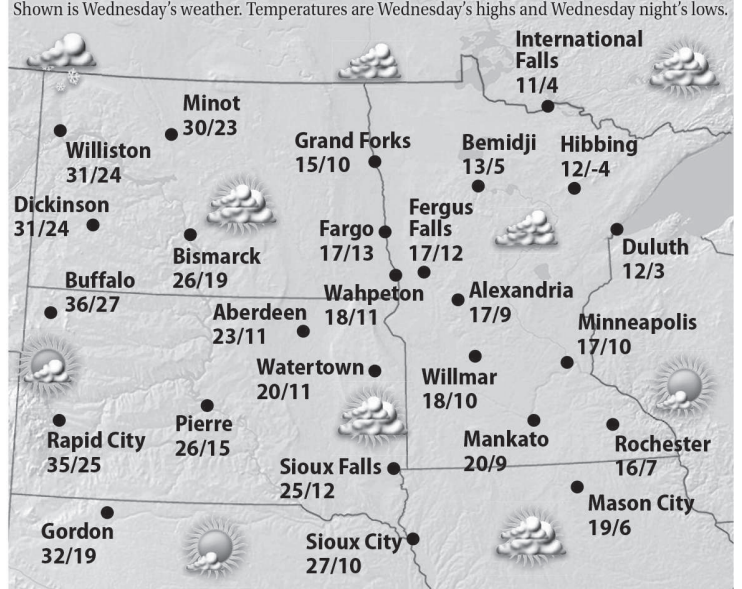 Shown is Wednesday's weather. Temperatures are Wednesday's highs and Wednesday night's lows.
International
Falls
11/4
Minot
30/23
Williston
31/24
Grand Forks
15/10
Bemidji
13/5
Hibbing
12/-4
Dickinson
31/24
Bismarck
26/19
Fargo
17/13
Fergus
Falls
17/12
Duluth
12/3
Buffalo
36/27
Wahpeton
18/11
Alexandria
17/9
Aberdeen
23/11
Minneapolis
17/10
Watertown
20/11
Willmar
18/10
Rapid City
35/25
Pierre
26/15
Mankato
20/9
Rochester
16/7
Sioux Falls
25/12
Mason City
19/6
Gordon
32/19
Sioux City
27/10